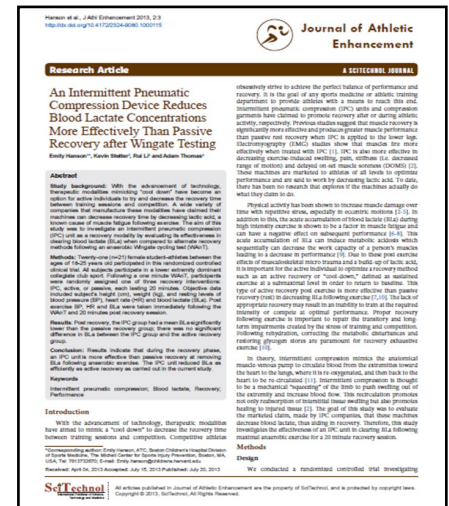 Hanson et al., J Athl Enhancement 2013, 2:3
http://dx.doi.org/10.4172/2324-9080.1000115
Journal of Athletic
Enhancement
Research Article
A SCITECHNOL JOURNAL
An Intermittent Pneumatic
Compression Device Reduces
Blood Lactate Concentrations
More Effectively Than Passive
Recovery after Wingate Testing
Emily Hanson¹*, Kevin Stetter¹, Rui Li² and Adam Thomas¹
Abstract
Study background: With the advancement of technology,
therapeutic modalities mimicking "cool down" have become an
option for active individuals to try and decrease the recovery time
between training sessions and competition. A wide variety of
companies that manufacture these modalities have claimed their
machines can decrease recovery time by decreasing lactic acid, a
known cause of muscle fatigue following exercise. The aim of this
study was to investigate an intermittent pneumatic compression
(IPC) unit as a recovery modality by evaluating its effectiveness in
clearing blood lactate (BLa) when compared to alternate recovery
methods following an anaerobic Wingate cycling test (WAnT).
Methods: Twenty-one (n=21) female student-athletes between the
ages of 18-25 years old participated in this randomized controlled
clinical trial. All subjects participate in a lower extremity dominant
collegiate club sport. Following a one minute WAnT, participants
were randomly assigned one of three recovery interventions:
IPC, active, or passive, each lasting 20 minutes. Objective data
included subject's height (cm), weight (kg), and resting levels of
blood pressure (BP), heart rate (HR) and blood lactate (BLa). Post
exercise BP, HR and BLa were taken immediately following the
WAnT and 20 minutes post recovery session.
Results: Post recovery, the IPC group had a mean BLa significantly
lower than the passive recovery group; there was no significant
difference in BLa between the IPC group and the active recovery
group.
Conclusion: Results indicate that during the recovery phase,
an IPC unit is more effective than passive recovery at removing
BLa following anaerobic exercise. The IPC unit reduced BLa as
efficiently as active recovery as carried out in the current study.
Keywords
Intermittent pneumatic compression; Blood lactate, Recovery;
Performance
Introduction
With the advancement of technology, therapeutic modalities
have aimed to mimic a "cool down" to decrease the recovery time
between training sessions and competition. Competitive athletes
*Corresponding author: Emily Hanson, ATC, Boston Children's Hospital Division
of Sports Medicine, The Micheli Center for Sports Injury Prevention, Boston, MA,
Received: April 04, 2013 Accepted: July 15, 2013 Published: July 20, 2013
obsessively strive to achieve the perfect balance of performance and
recovery. It is the goal of any sports medicine or athletic training
department to provide athletes with a means to reach this end.
Intermittent pneumatic compression (IPC) units and compression
garments have claimed to promote recovery after or during athletic
activity, respectively. Previous studies suggest that muscle recovery is
significantly more effective and produces greater muscle performance
than passive rest recovery when IPC is applied to the lower legs.
Electromyography (EMG) studies show that muscles fire more
effectively when treated with IPC [1]. IPC is also more effective in
decreasing exercise-induced swelling, pain, stiffness (i.e. decreased
range of motion) and delayed on set muscle soreness (DOMS) [2].
These machines are marketed to athletes of all levels to optimize
performance and are said to work by decreasing lactic acid. To date,
there has been no research that explores if the machines actually do
what they claim to do.
Physical activity has been shown to increase muscle damage over
time with repetitive stress, especially in eccentric motions [2-5]. In
addition to this, the acute accumulation of blood lactate (BLa) during
high intensity exercise is shown to be a factor in muscle fatigue and
can have a negative effect on subsequent performance [6-8]. This
acute accumulation of BLa can induce metabolic acidosis which
sequentially can decrease the work capacity of a person's muscles
leading to a decrease in performance [9]. Due to these post exercise
effects of musculoskeletal micro trauma and a build up of lactic acid,
it is important for the active individual to optimize a recovery method
such as an active recovery or "cool-down," defined as sustained
exercise at a submaximal level in order to return to baseline. This
type of active recovery post exercise is more effective than passive
recovery (rest) in decreasing BLa following exercise [7,10]. The lack of
appropriate recovery may result in an inability to train at the required
intensity or compete at optimal performance. Proper recovery
following exercise is important to repair the transitory and long-
term impairments created by the stress of training and competition.
Following rehydration, correcting the metabolic disturbances and
restoring glycogen stores are paramount for recovery exhaustive
exercise [10].
In theory, intermittent compression mimics the anatomical
muscle-venous pump to circulate blood from the extremities toward
the heart to the lungs, where it is re-oxygenated, and then back to the
heart to be re-circulated [11]. Intermittent compression is thought
to be a mechanical "squeezing" of the limb to push swelling out of
the extremity and increase blood flow. This recirculation promotes
not only reabsorption of interstitial tissue swelling but also promotes
healing to injured tissue [2]. The goal of this study was to evaluate
the marketed claim, made by IPC companies, that these machines
decrease blood lactate, thus aiding in recovery. Therefore, this study
investigates the effectiveness of an IPC unit in clearing BLa following
maximal anaerobic exercise for a 20 minute recovery session.
Methods
Design
We conducted a randomized controlled trial investigating
SciTechnol
All articles published in Journal of Athletic Enhancement are the property of SciTechnol, and is protected by copyright laws.
Copyright © 2013, SciTechnol, All Rights Reserved.